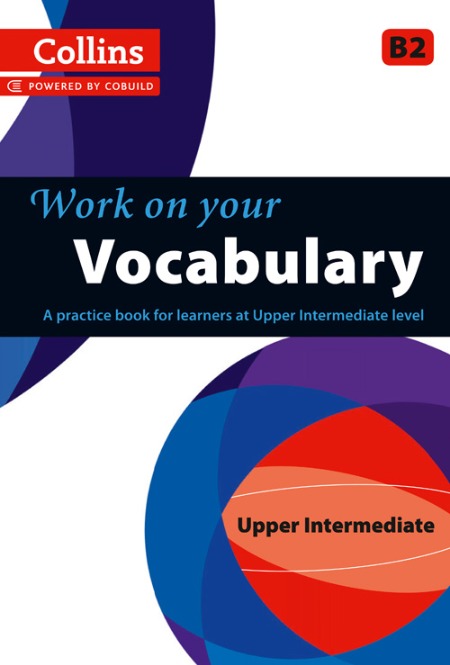 Collins
POWERED BY COBUILD
B2
Work on your
Vocabulary
A practice book for learners at Upper Intermediate level
Upper Intermediate